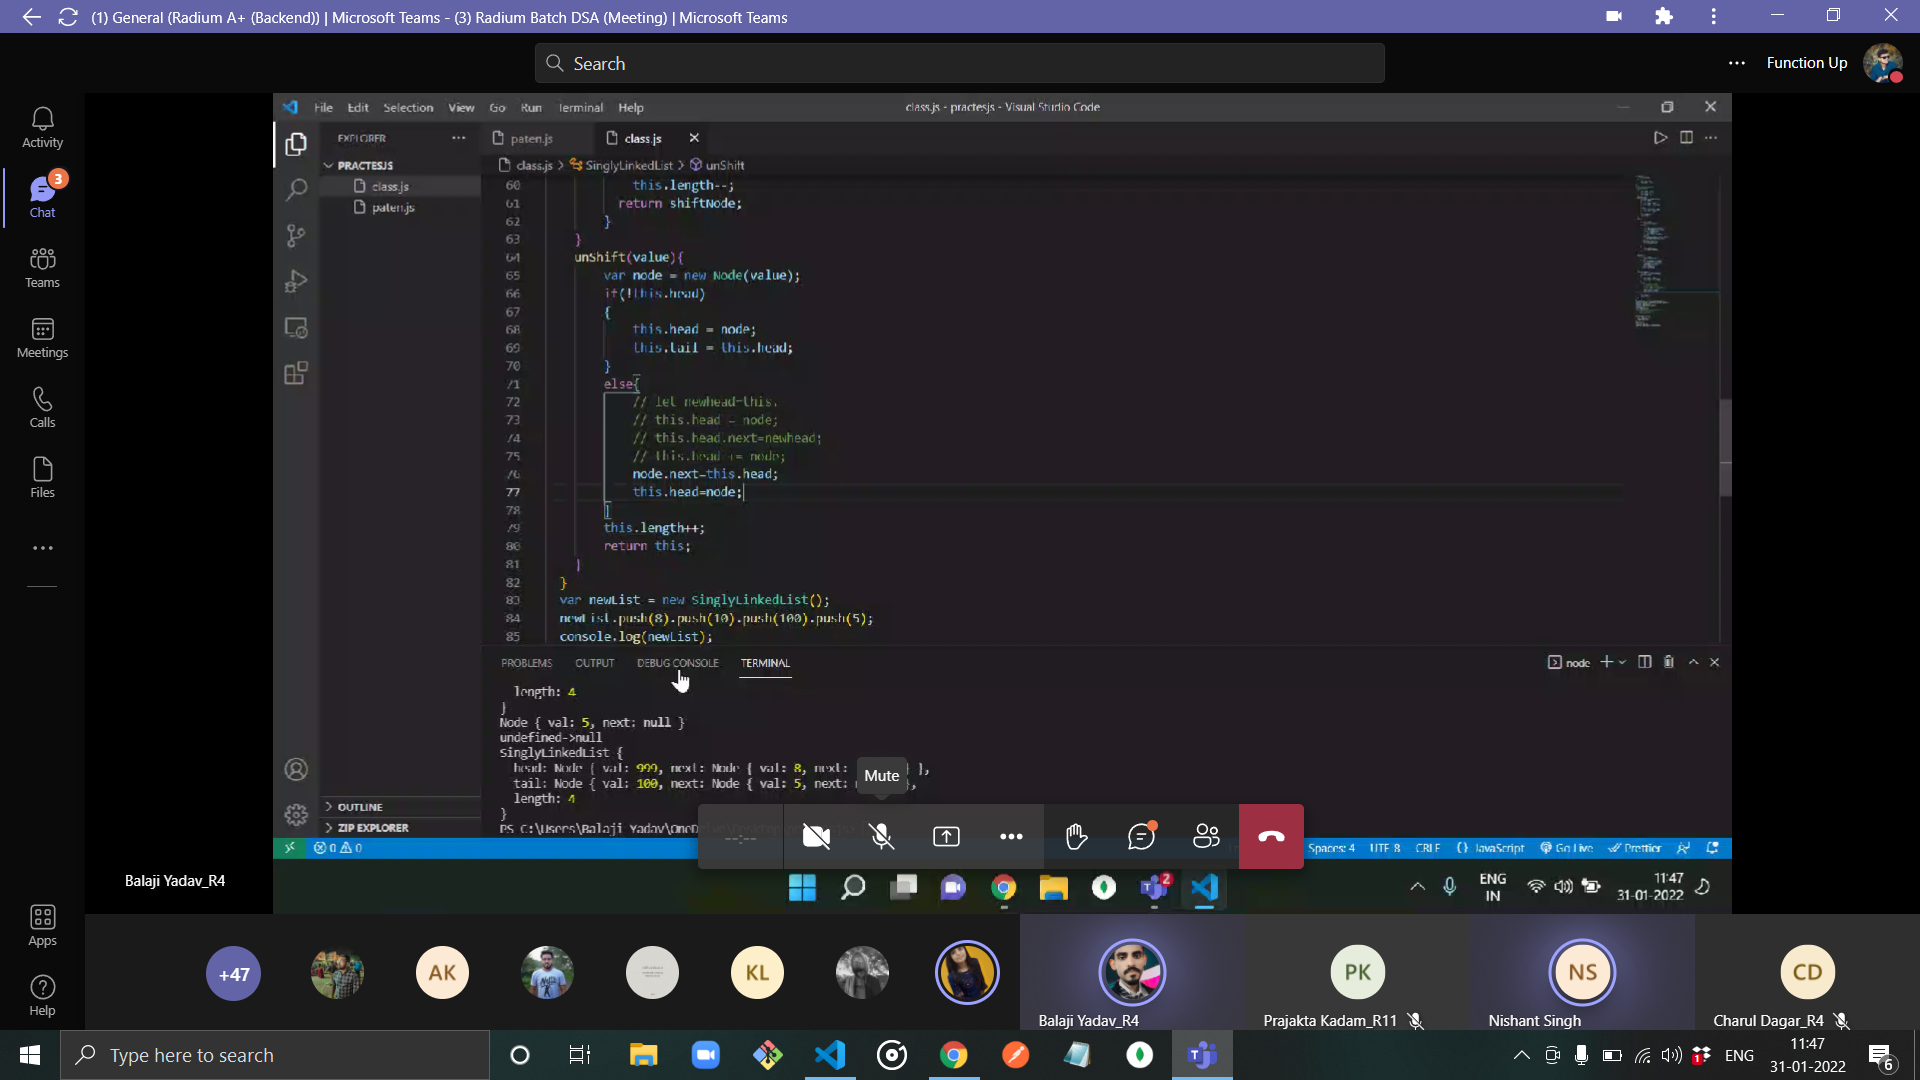 (1) General (Radium A+ (Backend)) | Microsoft Teams - (3) Radium Batch DSA (Meeting) | Microsoft Teams
Search
Function Up
Activity
3
Chat
Teams
Meetings
Calls
Files
Apps
Help
File Edit Selection View Go Run Terminal Help
class.js - practesjs - Visual Studio Code
EXPLORER
PRACTESJS
class.js
paten.js
OUTLINE
ZIP EXPLORER
paten.js
class.js
class.js > SinglyLinkedList > unShift
60 this.length--;
61 return shiftNode;
62 }
63 }
64 unShift(value){
65 var node = new Node(value);
66 if(!this.head)
67 {
68 this.head = node;
69 this.tail = this.head;
70 }
71 else{
72 // let newhead=this.
73 // this.head = node;
74 // this.head.next=newhead;
75 // this.head += node;
76 node.next=this.head;
77 this.head=node;
78 }
79 this.length++;
80 return this;
81 }
82 }
83 var newList = new SinglyLinkedList();
84 newList.push(8).push(10).push(100).push(5);
85 console.log(newList);
PROBLEMS OUTPUT DEBUG CONSOLE TERMINAL
node
length: 4
}
Node { val: 5, next: null }
undefined->null
SinglyLinkedList {
head: Node { val: 999, next: Node { val: 8, next: } },
tail: Node { val: 100, next: Node { val: 5, next: },
length: 4
}
PS C:\Users\Balaji Yadav\OneDrive
Mute
0 0
Spaces: 4 UTF-8 CRLF {} JavaScript Go Live Prettier
2
ENG
IN
11:47
31-01-2022
Balaji Yadav_R4
+47
AK
KL
Balaji Yadav_R4
PK
Prajakta Kadam_R11
NS
Nishant Singh
CD
Charul Dagar_R4
Type here to search
1
ENG
11:47
31-01-2022
6